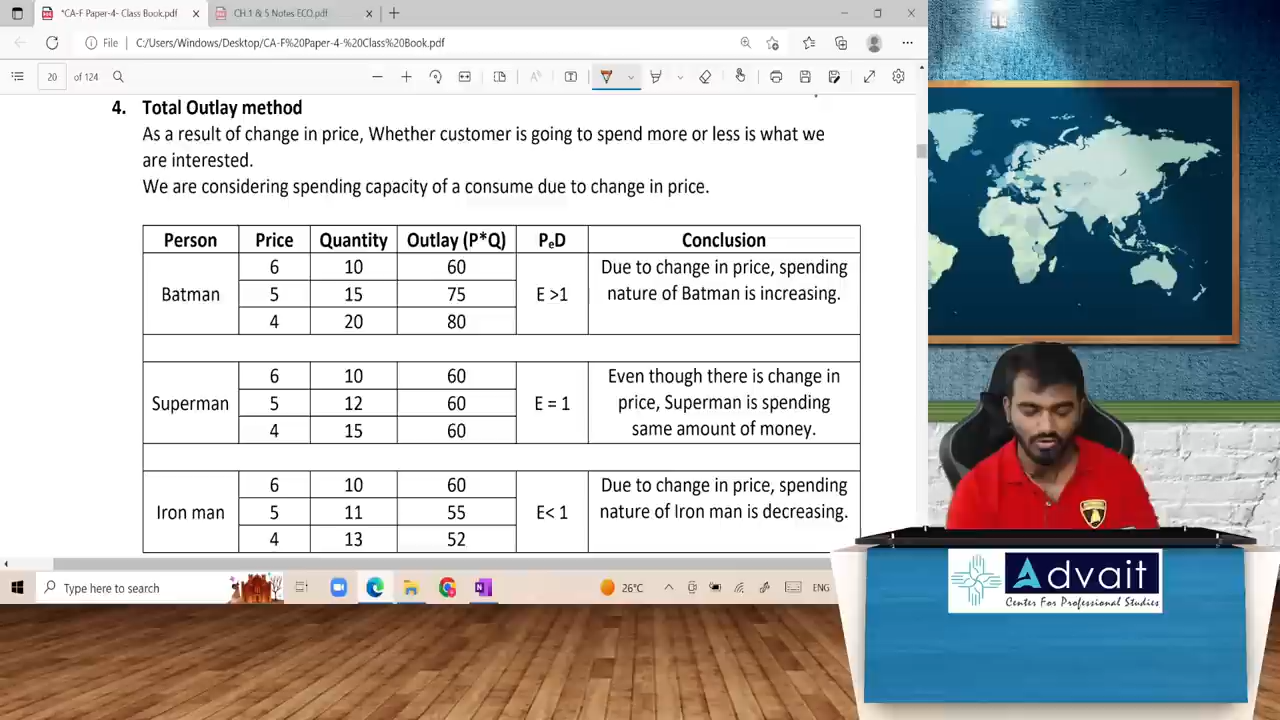 *CA-F Paper-4- Class Book.pdf
CH.1 & 5 Notes ECO.pdf
File
C:/Users/Windows/Desktop/CA-F%20Paper-4-%20Class%20Book.pdf
20 of 124
4. Total Outlay method
As a result of change in price, Whether customer is going to spend more or less is what we
are interested.
We are considering spending capacity of a consume due to change in price.
Person Price Quantity Outlay (P*Q) PeD Conclusion
6 10 60 Due to change in price, spending
Batman 5 15 75 E >1 nature of Batman is increasing.
4 20 80
6 10 60 Even though there is change in
Superman 5 12 60 E = 1 price, Superman is spending
4 15 60 same amount of money.
6 10 60 Due to change in price, spending
Iron man 5 11 55 E< 1 nature of Iron man is decreasing.
4 13 52
Type here to search
26°C
ENG
Advait
Center For Professional Studies